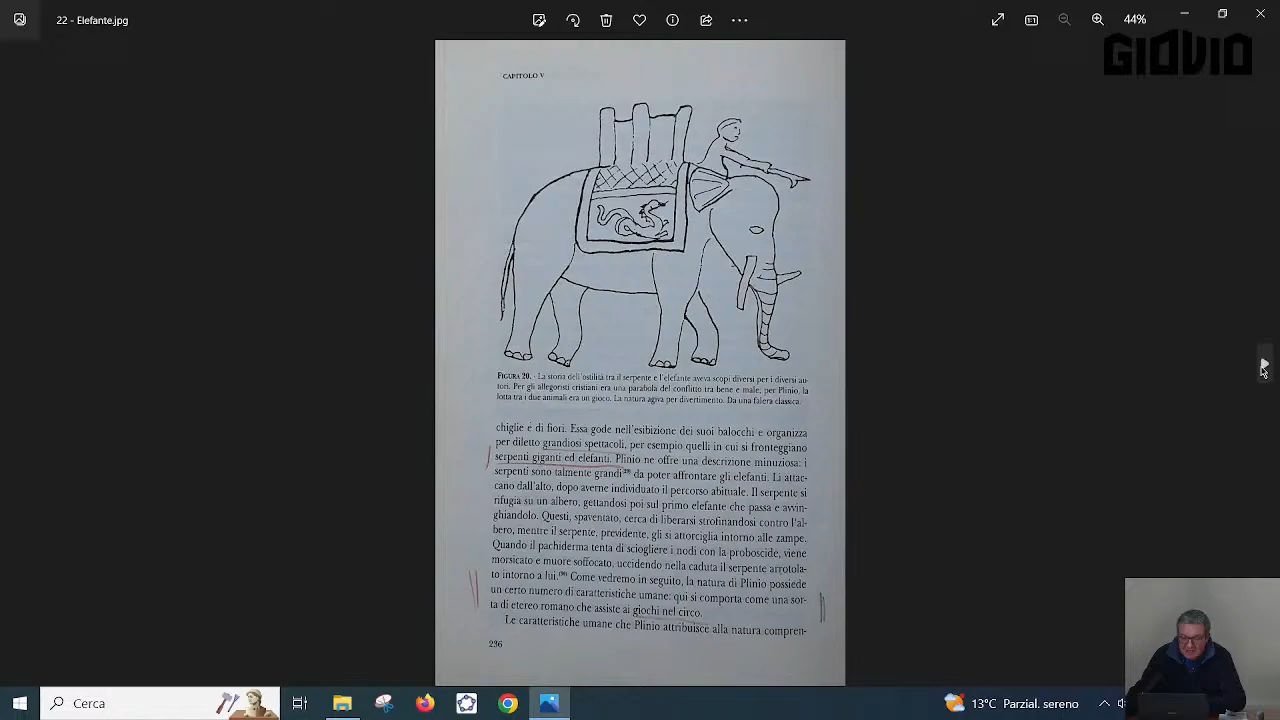 22 - Elefante.jpg
44%
GIOVIO
CAPITOLO V
FIGURA 20. - La storia dell'ostilità tra il serpente e l'elefante aveva scopi diversi per i diversi au-
tori. Per gli allegoristi cristiani era una parabola del conflitto tra bene e male, per Plinio, la
lotta tra i due animali era un gioco. La natura agiva per divertimento. Da una falera classica.
chiglie e di fiori. Essa gode nell'esibizione dei suoi balocchi e organizza
per diletto grandiosi spettacoli, per esempio quelli in cui si fronteggiano
serpenti giganti ed elefanti. Plinio ne offre una descrizione minuziosa: i
serpenti sono talmente grandi(29) da poter affrontare gli elefanti. Li attac-
cano dall'alto, dopo averne individuato il percorso abituale. Il serpente si
rifugia su un albero, gettandosi poi sul primo elefante che passa e avvin-
ghiandolo. Questi, spaventato, cerca di liberarsi strofinandosi contro l'al-
bero, mentre il serpente, previdente, gli si attorciglia intorno alle zampe.
Quando il pachiderma tenta di sciogliere i nodi con la proboscide, viene
morsicato e muore soffocato, uccidendo nella caduta il serpente arrotola-
to intorno a lui.(30) Come vedremo in seguito, la natura di Plinio possiede
un certo numero di caratteristiche umane: qui si comporta come una sor-
ta di etereo romano che assiste ai giochi nel circo.
Le caratteristiche umane che Plinio attribuisce alla natura compren-
236
Cerca
13°C Parzial. sereno